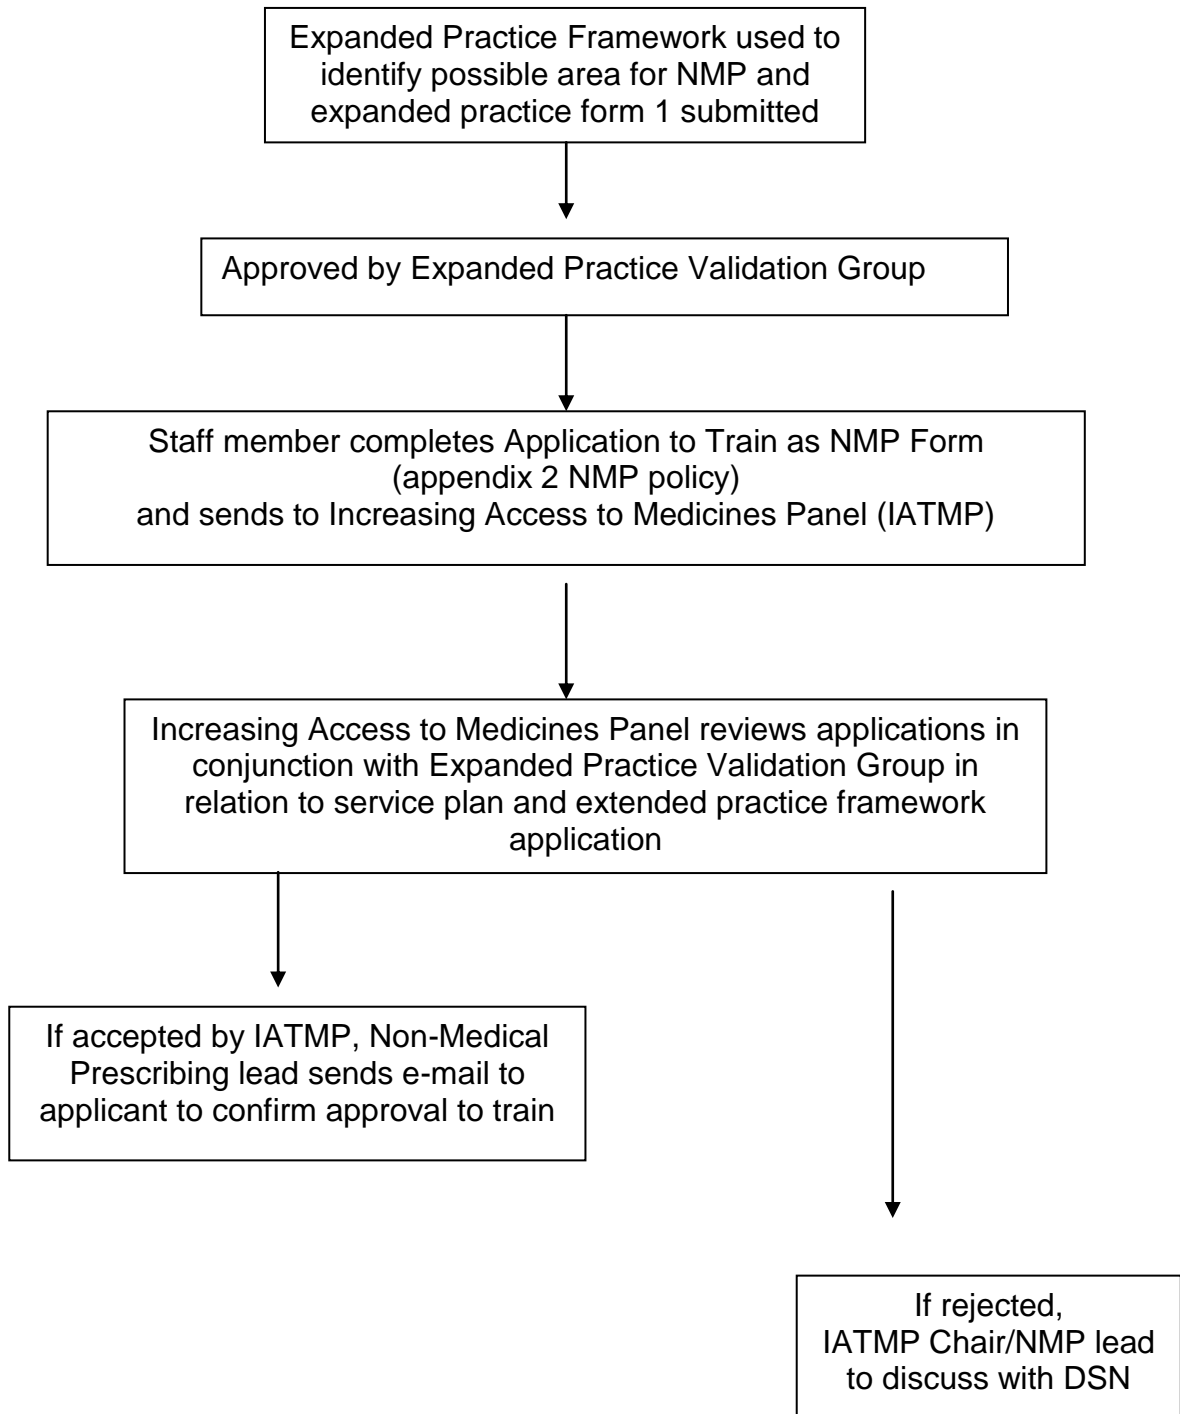 Expanded Practice Framework used to
identify possible area for NMP and
expanded practice form 1 submitted
Approved by Expanded Practice Validation Group
Staff member completes Application to Train as NMP Form
(appendix 2 NMP policy)
and sends to Increasing Access to Medicines Panel (IATMP)
Increasing Access to Medicines Panel reviews applications in
conjunction with Expanded Practice Validation Group in
relation to service plan and extended practice framework
application
If accepted by IATMP, Non-Medical
Prescribing lead sends e-mail to
applicant to confirm approval to train
If rejected,
IATMP Chair/NMP lead
to discuss with DSN